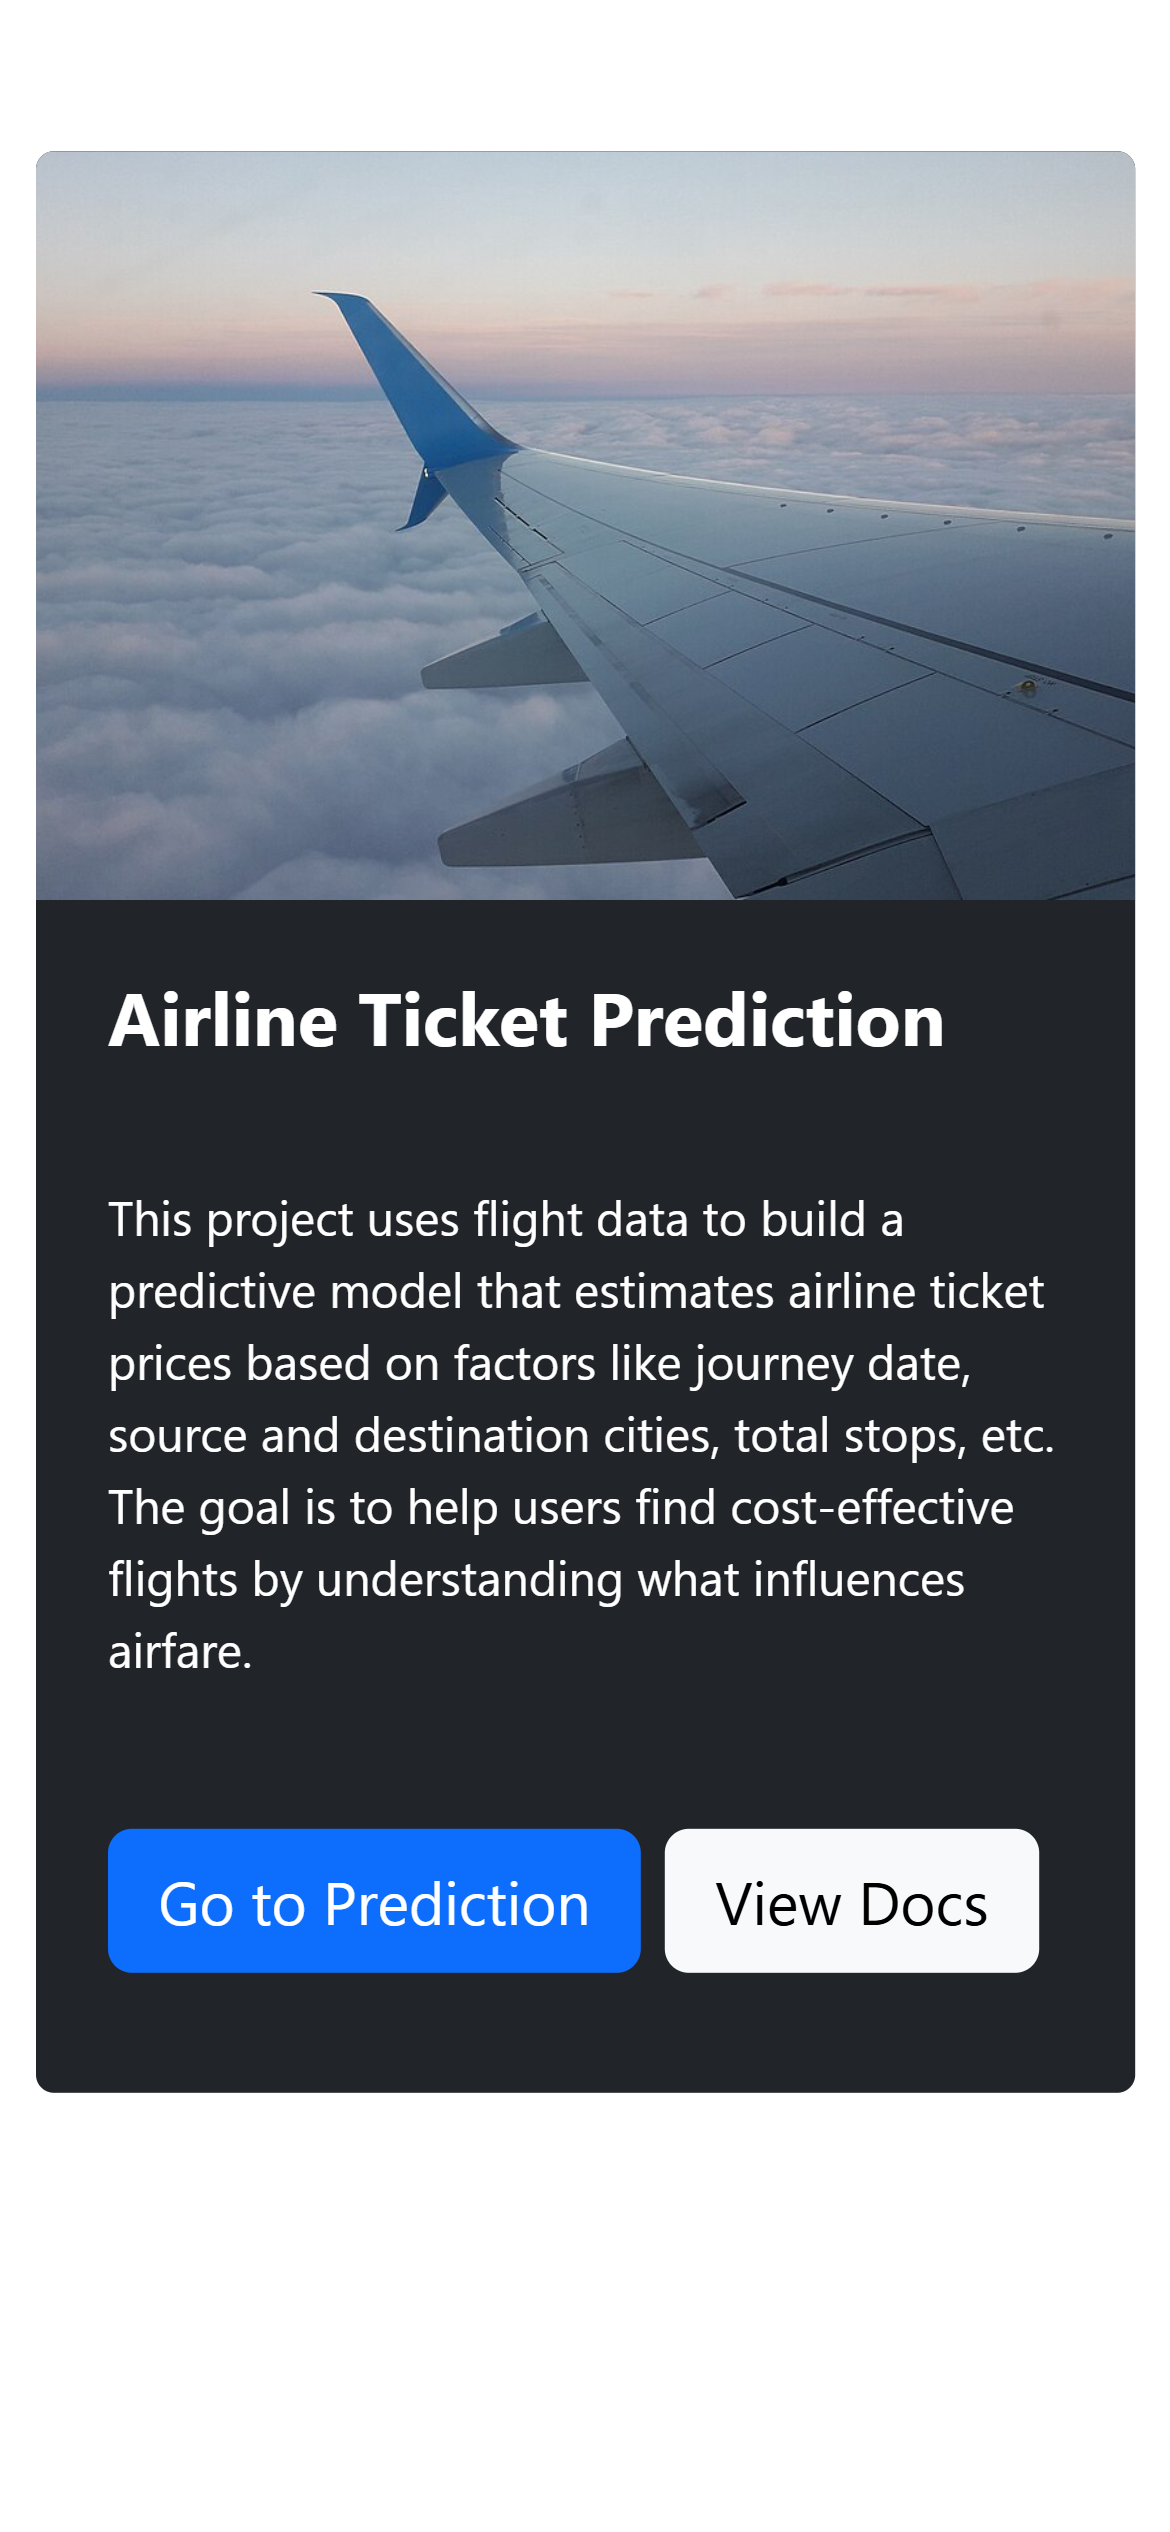 Airline Ticket Prediction
This project uses flight data to build a
predictive model that estimates airline ticket
prices based on factors like journey date,
source and destination cities, total stops, etc.
The goal is to help users find cost-effective
flights by understanding what influences
airfare.
Go to Prediction
View Docs